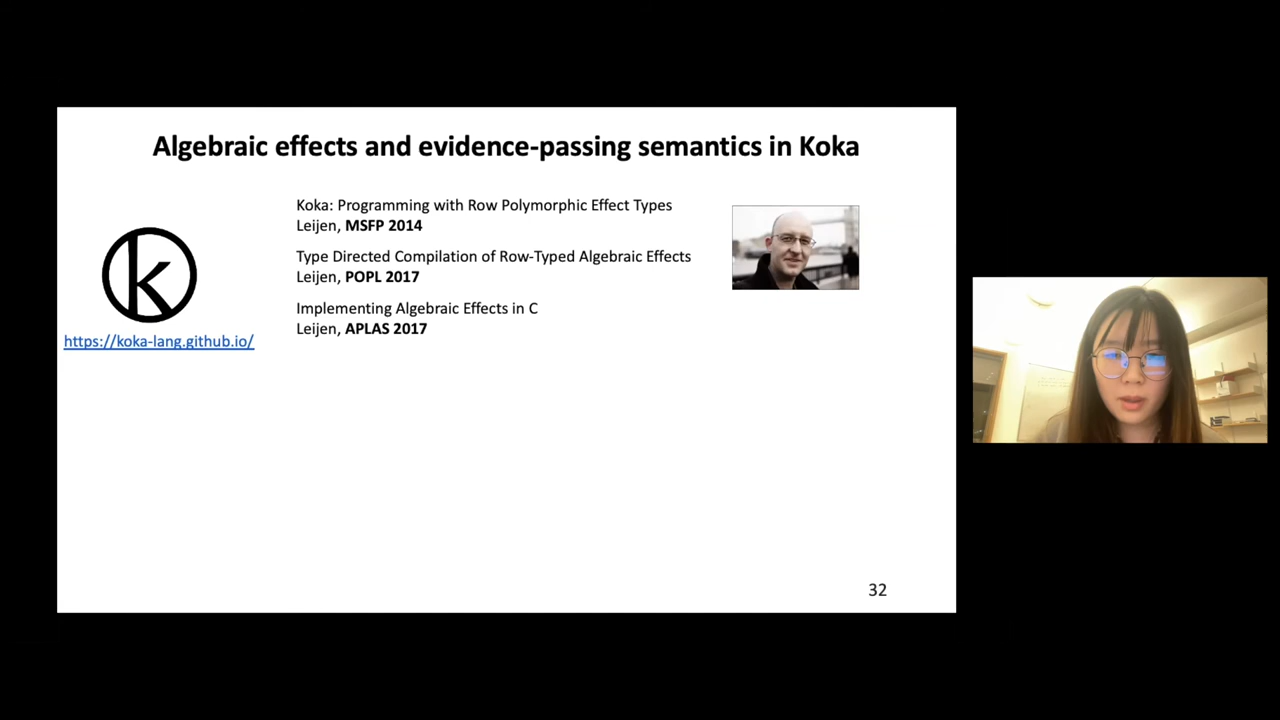 Algebraic effects and evidence-passing semantics in Koka
Koka: Programming with Row Polymorphic Effect Types
Leijen, MSFP 2014
Type Directed Compilation of Row-Typed Algebraic Effects
Leijen, POPL 2017
Implementing Algebraic Effects in C
Leijen, APLAS 2017
k
https://koka-lang.github.io/
32